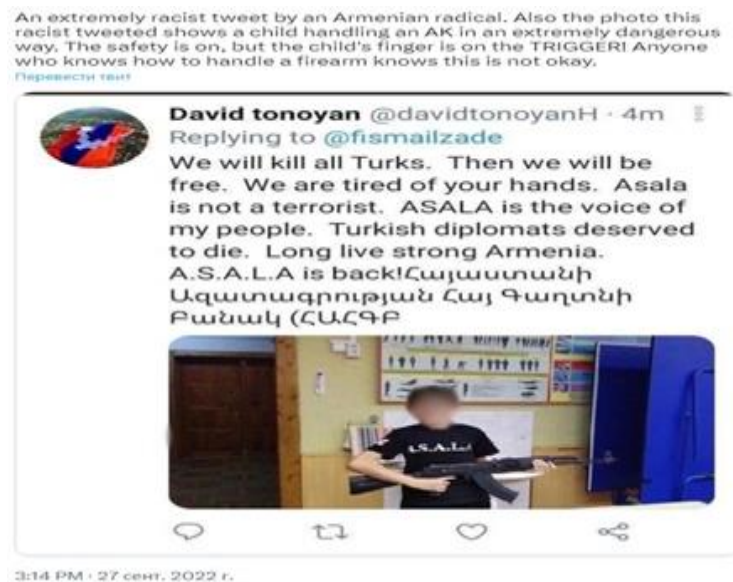 An extremely racist tweet by an Armenian radical. Also the photo this
racist tweeted shows a child handling an AK in an extremely dangerous
way. The safety is on, but the child's finger is on the TRIGGER! Anyone
who knows how to handle a firearm knows this is not okay.
Перевести твит
David tonoyan @davidtonoyanH · 4m
Replying to @fismailzade
We will kill all Turks. Then we will be
free. We are tired of your hands. Asala
is not a terrorist. ASALA is the voice of
my people. Turkish diplomats deserved
to die. Long live strong Armenia.
A.S.A.L.A is back!Հայաստանի
Ազատագրության Հայ Գաղտնի
Բանակ (ՀԱՀԳԲ
A.S.A.L.A
3:14 PM · 27 сент. 2022 г.